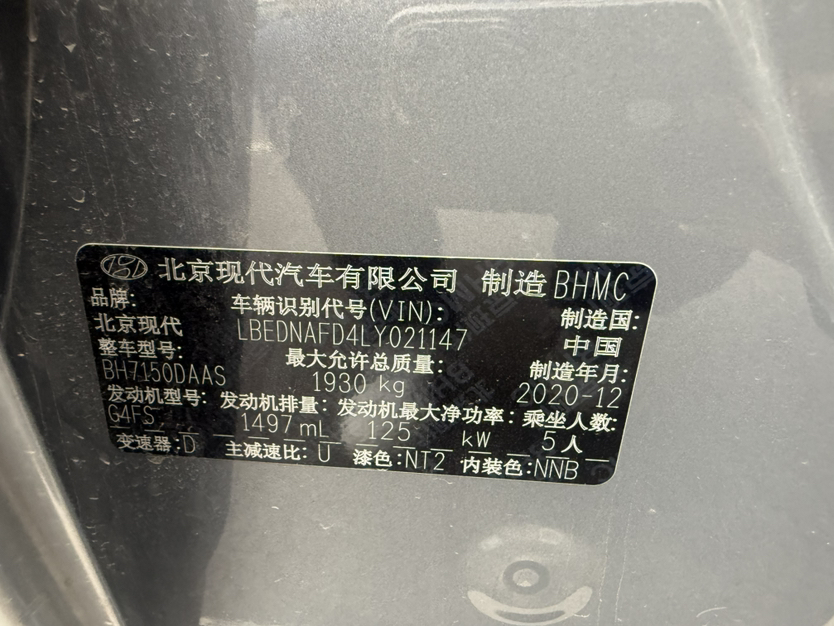 北京现代汽车有限公司 制造 BHMC
品牌: 车辆识别代号(VIN): 制造国:
北京现代 LBEDNAFD4LY021147 中国
整车型号: 最大允许总质量: 制造年月:
BH7150DAAS 1930 kg 2020-12
发动机型号: 发动机排量: 发动机最大净功率: 乘坐人数:
G4FS 1497 mL 125 kW 5 人
变速器: D 主减速比: U 漆色: NT2 内装色: NNB